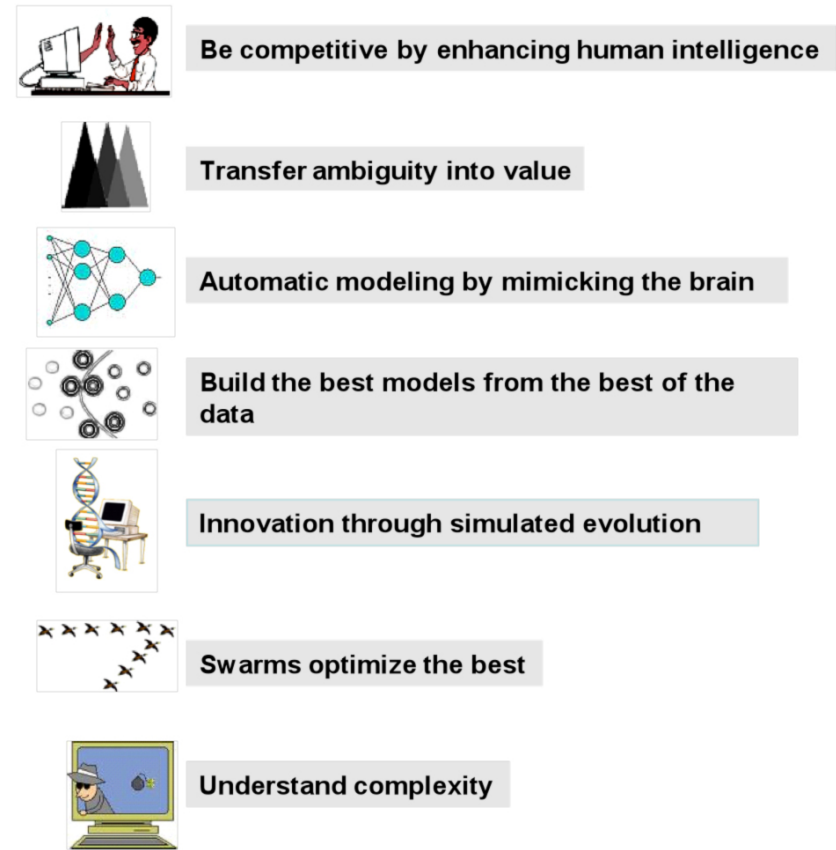 Be competitive by enhancing human intelligence
Transfer ambiguity into value
Automatic modeling by mimicking the brain
Build the best models from the best of the
data
Innovation through simulated evolution
Swarms optimize the best
Understand complexity